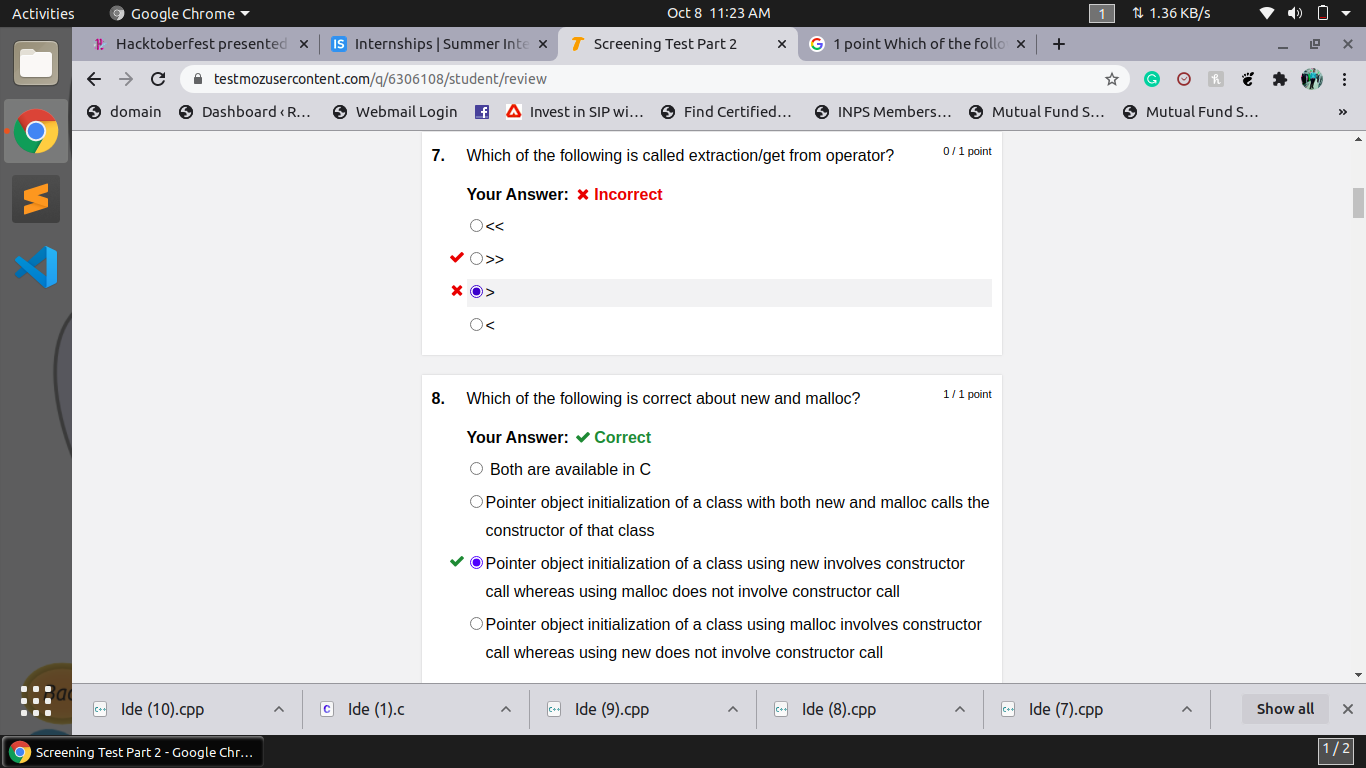 Activities
Google Chrome
Oct 8 11:23 AM
1
1.36 KB/s
Hacktoberfest presented
IS Internships | Summer Inte
Screening Test Part 2
1 point Which of the follo
testmozusercontent.com/q/6306108/student/review
domain
Dashboard ‹ R...
Webmail Login
Invest in SIP wi...
Find Certified...
INPS Members...
Mutual Fund S...
Mutual Fund S...
»
7. Which of the following is called extraction/get from operator? 0 / 1 point
Your Answer: ✖ Incorrect
<<
>>
>
<
8. Which of the following is correct about new and malloc? 1 / 1 point
Your Answer: ✔ Correct
Both are available in C
Pointer object initialization of a class with both new and malloc calls the
constructor of that class
Pointer object initialization of a class using new involves constructor
call whereas using malloc does not involve constructor call
Pointer object initialization of a class using malloc involves constructor
call whereas using new does not involve constructor call
Bac
Ide (10).cpp
Ide (1).c
Ide (9).cpp
Ide (8).cpp
Ide (7).cpp
Show all
Screening Test Part 2 - Google Chr...
1 / 2